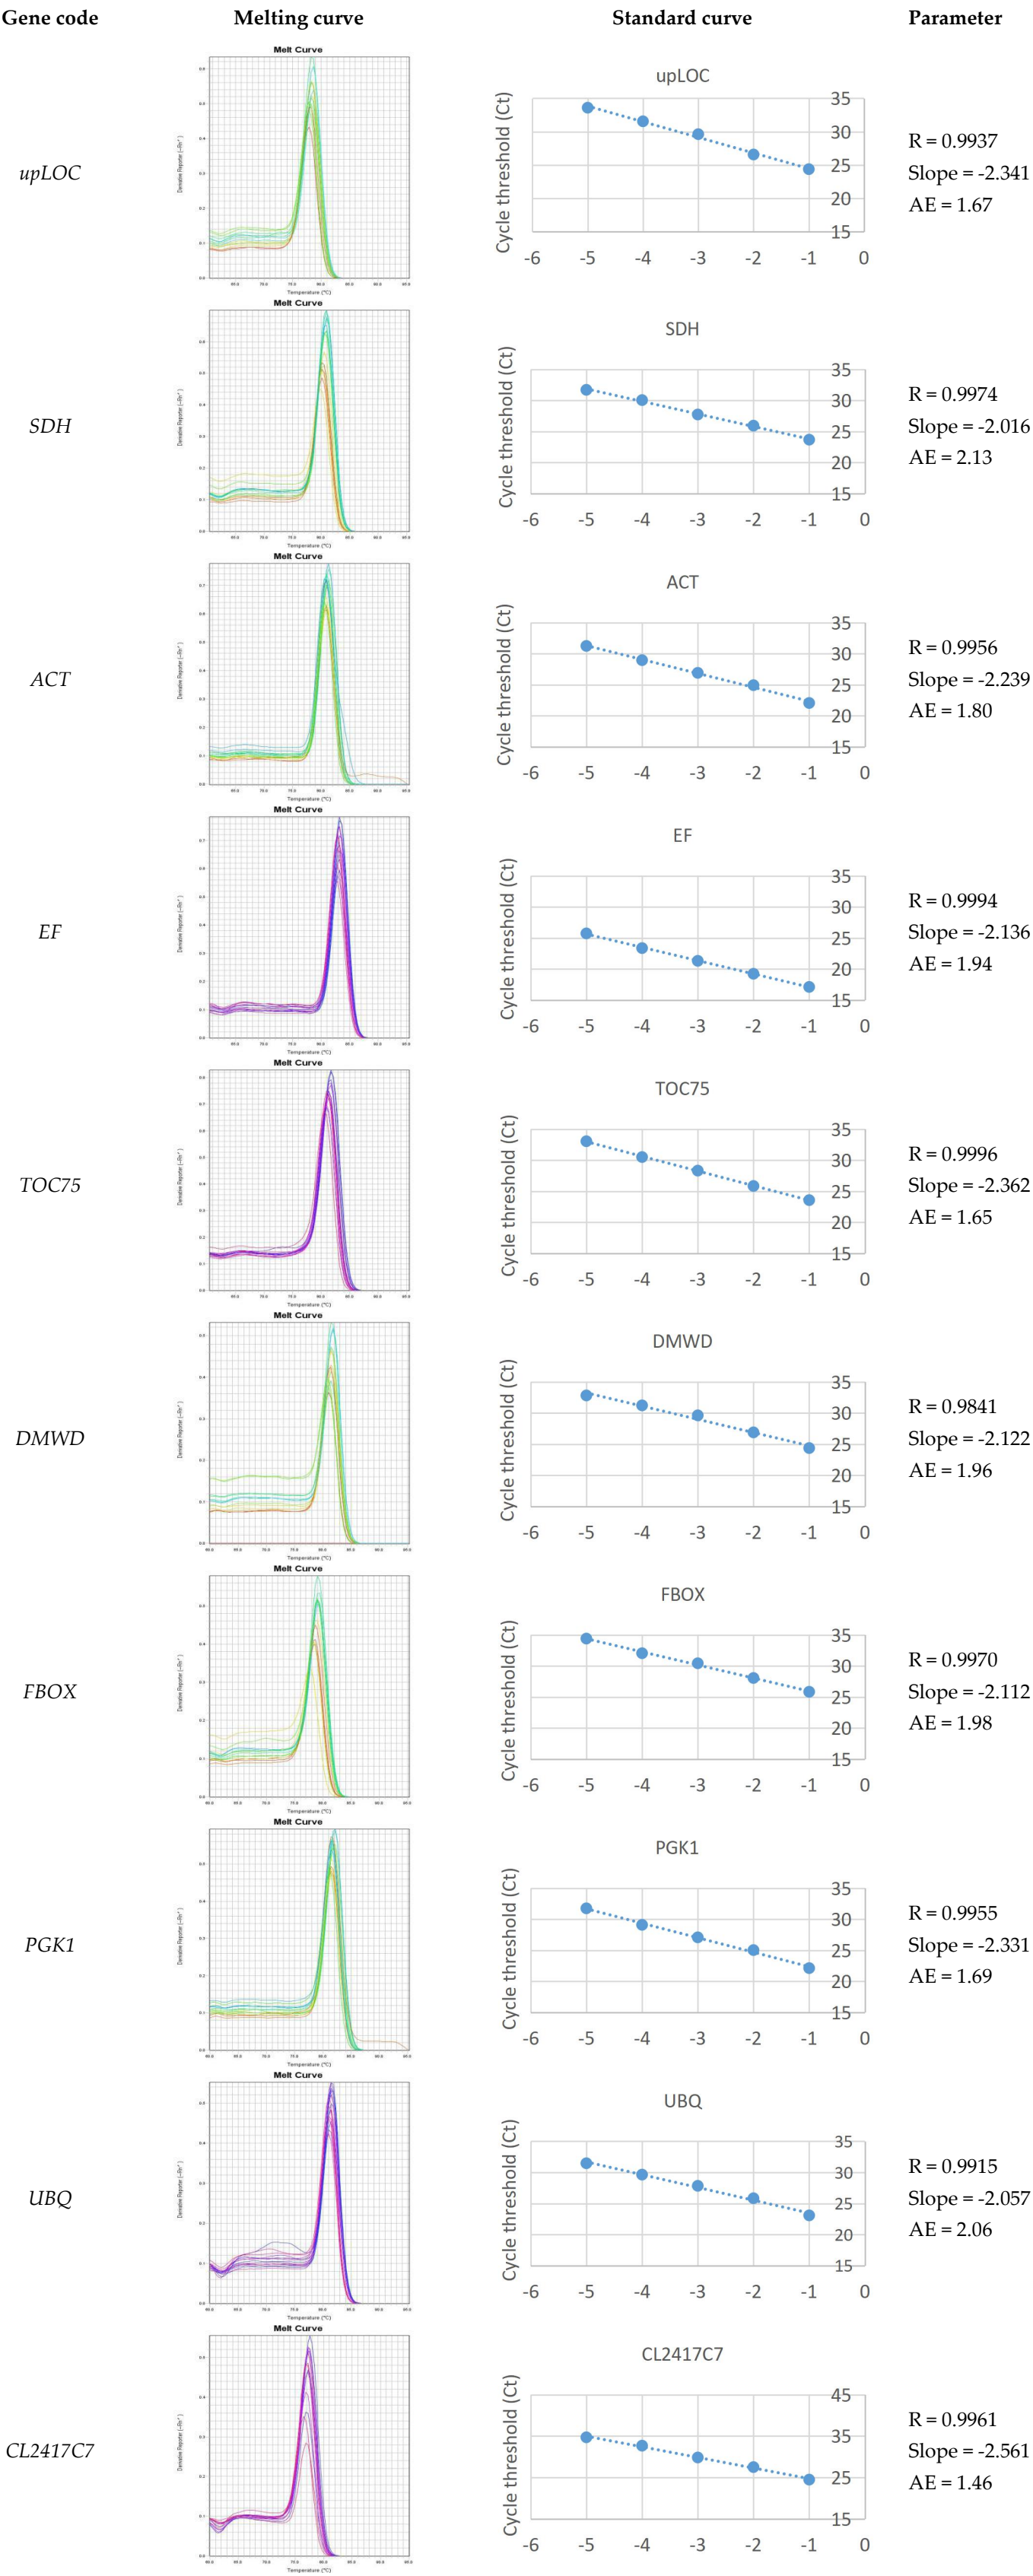 Gene code Melting curve Standard curve Parameter
Melt Curve
upLOC
Temperature (°C)
upLOC
Cycle threshold (Ct)
35
30
25
20
15
-6 -5 -4 -3 -2 -1 0
R = 0.9937
Slope = -2.341
AE = 1.67
Melt Curve
SDH
Temperature (°C)
SDH
Cycle threshold (Ct)
35
30
25
20
15
-6 -5 -4 -3 -2 -1 0
R = 0.9974
Slope = -2.016
AE = 2.13
Melt Curve
ACT
Temperature (°C)
ACT
Cycle threshold (Ct)
35
30
25
20
15
-6 -5 -4 -3 -2 -1 0
R = 0.9956
Slope = -2.239
AE = 1.80
Melt Curve
EF
Temperature (°C)
EF
Cycle threshold (Ct)
35
30
25
20
15
-6 -5 -4 -3 -2 -1 0
R = 0.9994
Slope = -2.136
AE = 1.94
Melt Curve
TOC75
Temperature (°C)
TOC75
Cycle threshold (Ct)
35
30
25
20
15
-6 -5 -4 -3 -2 -1 0
R = 0.9996
Slope = -2.362
AE = 1.65
Melt Curve
DMWD
Temperature (°C)
DMWD
Cycle threshold (Ct)
35
30
25
20
15
-6 -5 -4 -3 -2 -1 0
R = 0.9841
Slope = -2.122
AE = 1.96
Melt Curve
FBOX
Temperature (°C)
FBOX
Cycle threshold (Ct)
35
30
25
20
15
-6 -5 -4 -3 -2 -1 0
R = 0.9970
Slope = -2.112
AE = 1.98
Melt Curve
PGK1
Temperature (°C)
PGK1
Cycle threshold (Ct)
35
30
25
20
15
-6 -5 -4 -3 -2 -1 0
R = 0.9955
Slope = -2.331
AE = 1.69
Melt Curve
UBQ
Temperature (°C)
UBQ
Cycle threshold (Ct)
35
30
25
20
15
-6 -5 -4 -3 -2 -1 0
R = 0.9915
Slope = -2.057
AE = 2.06
Melt Curve
CL2417C7
Temperature (°C)
CL2417C7
Cycle threshold (Ct)
45
35
25
15
-6 -5 -4 -3 -2 -1 0
R = 0.9961
Slope = -2.561
AE = 1.46